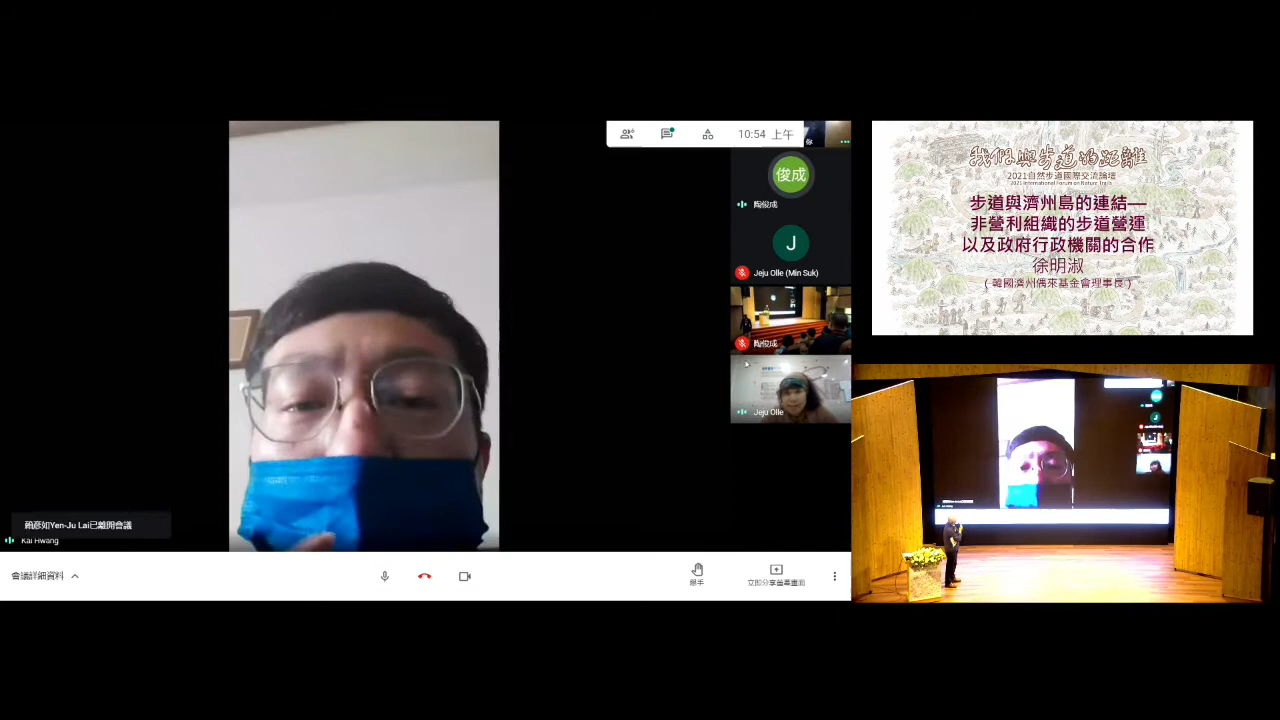 10:54 上午
你
俊成
陶俊成
J
Jeju Olle (Min Suk)
陶俊成
Jeju Olle
賴彥如Yen-Ju Lai已離開會議
Kai Hwang
會議詳細資料
舉手
立即分享螢幕畫面
我們與步道的距離
2021自然步道國際交流論壇
2021 International Forum on Nature Trails
步道與濟州島的連結—
非營利組織的步道營運
以及政府行政機關的合作
徐明淑
(韓國濟州偶來基金會理事長)